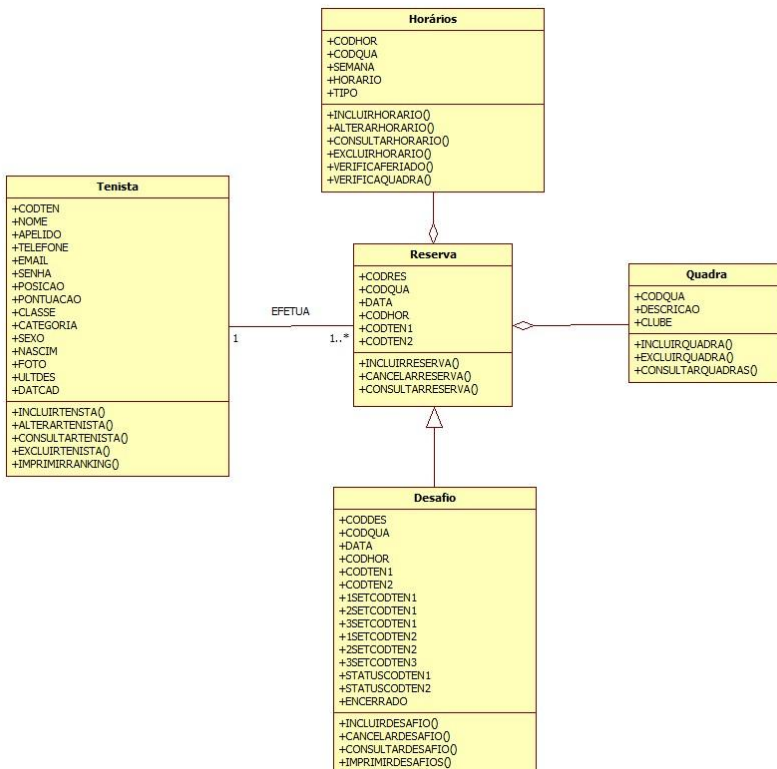 Horários
+CODHOR
+CODQUA
+SEMANA
+HORARIO
+TIPO
+INCLUIRHORARIO()
+ALTERARHORARIO()
+CONSULTARHORARIO()
+EXCLUIRHORARIO()
+VERIFICAFERIADO()
+VERIFICAQUADRA()
Tenista
+CODTEN
+NOME
+APELIDO
+TELEFONE
+EMAIL
+SENHA
+POSICAO
+PONTUACAO
+CLASSE
+CATEGORIA
+SEXO
+NASCIM
+FOTO
+ULTDES
+DATCAD
+INCLUIRTENSTA()
+ALTERARTENISTA()
+CONSULTARTENISTA()
+EXCLUIRTENISTA()
+IMPRIMIRRANKING()
EFETUA
1
1..*
Reserva
+CODRES
+CODQUA
+DATA
+CODHOR
+CODTEN1
+CODTEN2
+INCLUIRRESERVA()
+CANCELARRESERVA()
+CONSULTARRESERVA()
Quadra
+CODQUA
+DESCRICAO
+CLUBE
+INCLUIRQUADRA()
+EXCLUIRQUADRA()
+CONSULTARQUADRAS()
Desafio
+CODDES
+CODQUA
+DATA
+CODHOR
+CODTEN1
+CODTEN2
+1SETCODTEN1
+2SETCODTEN1
+3SETCODTEN1
+1SETCODTEN2
+2SETCODTEN2
+3SETCODTEN3
+STATUSCODTEN1
+STATUSCODTEN2
+ENCERRADO
+INCLUIRDESAFIO()
+CANCELARDESAFIO()
+CONSULTARDESAFIO()
+IMPRIMIRDESAFIOS()